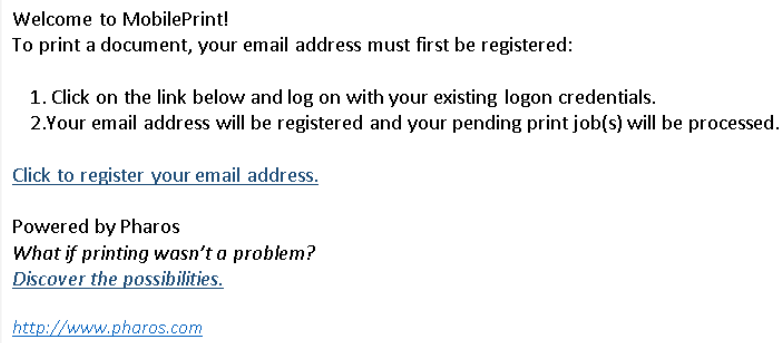 Welcome to MobilePrint!
To print a document, your email address must first be registered:
1. Click on the link below and log on with your existing logon credentials.
2.Your email address will be registered and your pending print job(s) will be processed.
Click to register your email address.
Powered by Pharos
What if printing wasn't a problem?
Discover the possibilities.
http://www.pharos.com